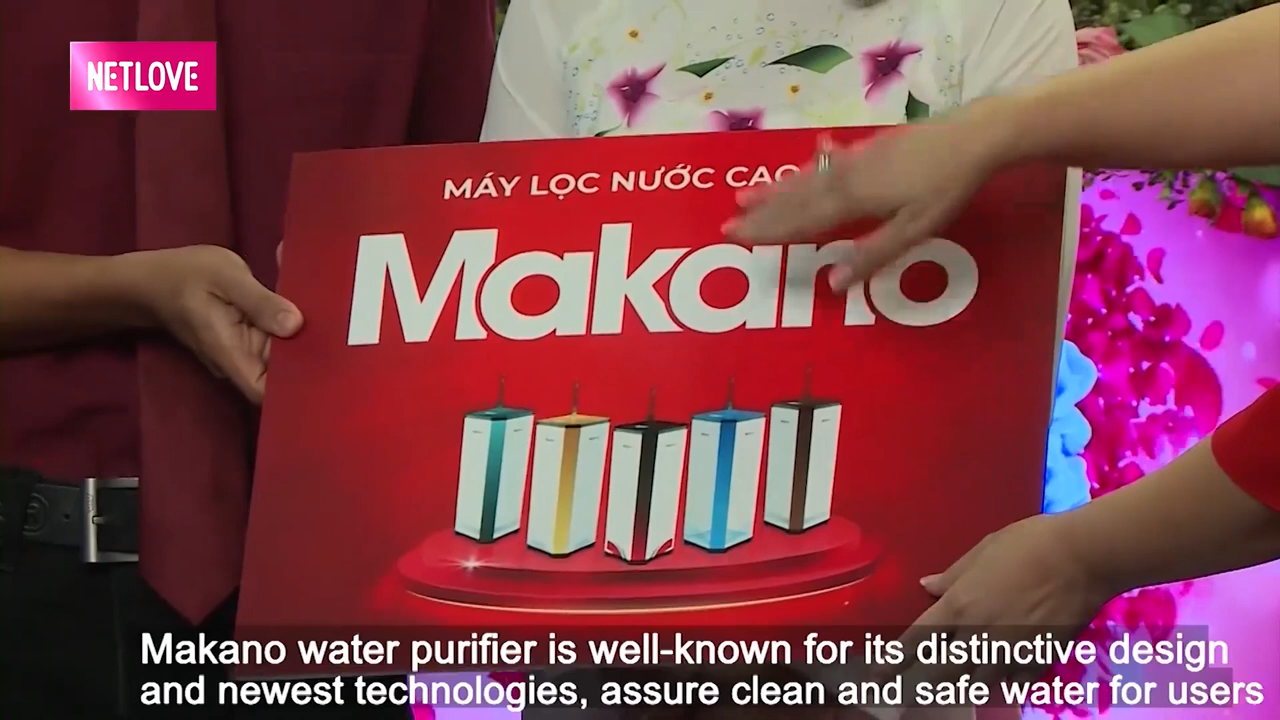 NETLOVE
MÁY LỌC NƯỚC CAO
Makano
Makano water purifier is well-known for its distinctive design
and newest technologies, assure clean and safe water for users